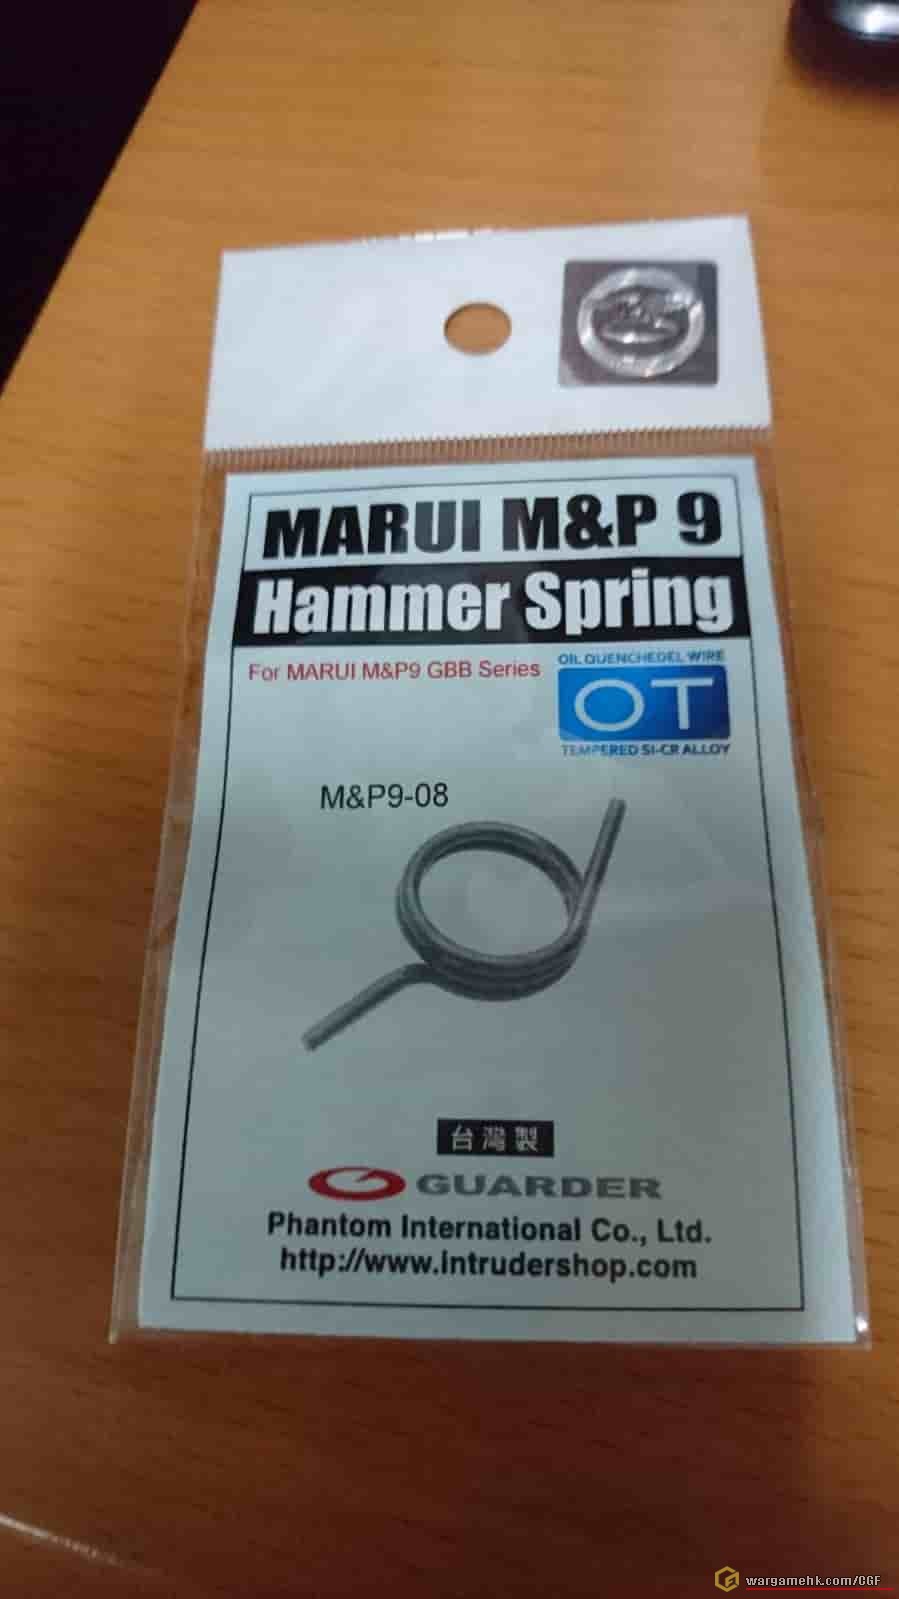 MARUI M&P 9
Hammer Spring
For MARUI M&P9 GBB Series
OIL QUENCHEDEL WIRE
OT
TEMPERED SI-CR ALLOY
M&P9-08
台灣製
GUARDER
Phantom International Co., Ltd.
http://www.intrudershop.com
wargamehk.com/CGF